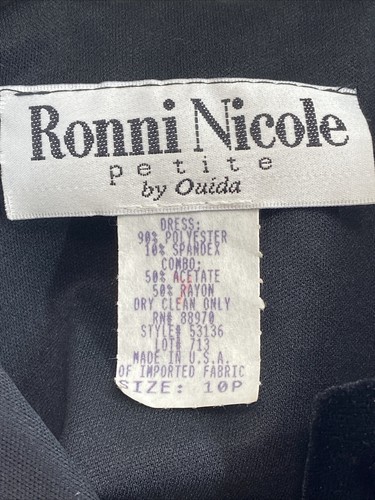 Ronni Nicole
petite
by Ouida
DRESS:
90% POLYESTER
10% SPANDEX
COMBO:
50% ACETATE
50% RAYON
DRY CLEAN ONLY
RN# 88970
STYLE# 53136
LOT# 713
MADE IN U.S.A.
OF IMPORTED FABRIC
SIZE: 10P